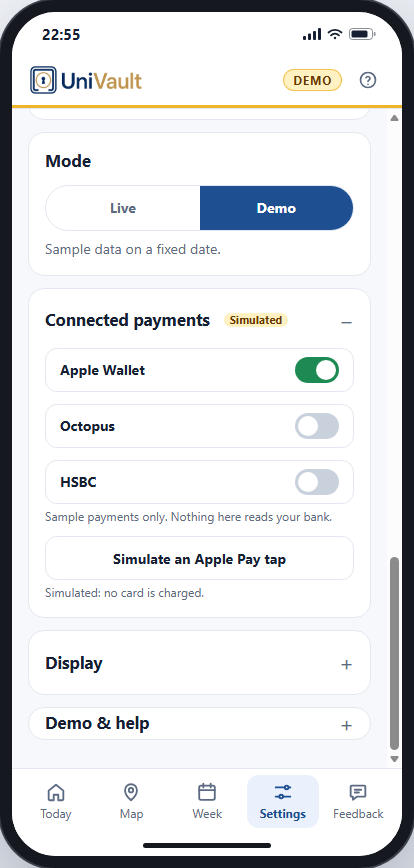 22:55
UniVault
DEMO
Mode
Live
Demo
Sample data on a fixed date.
Connected payments
Simulated
Apple Wallet
Octopus
HSBC
Sample payments only. Nothing here reads your bank.
Simulate an Apple Pay tap
Simulated: no card is charged.
Display
Demo & help
Today
Map
Week
Settings
Feedback